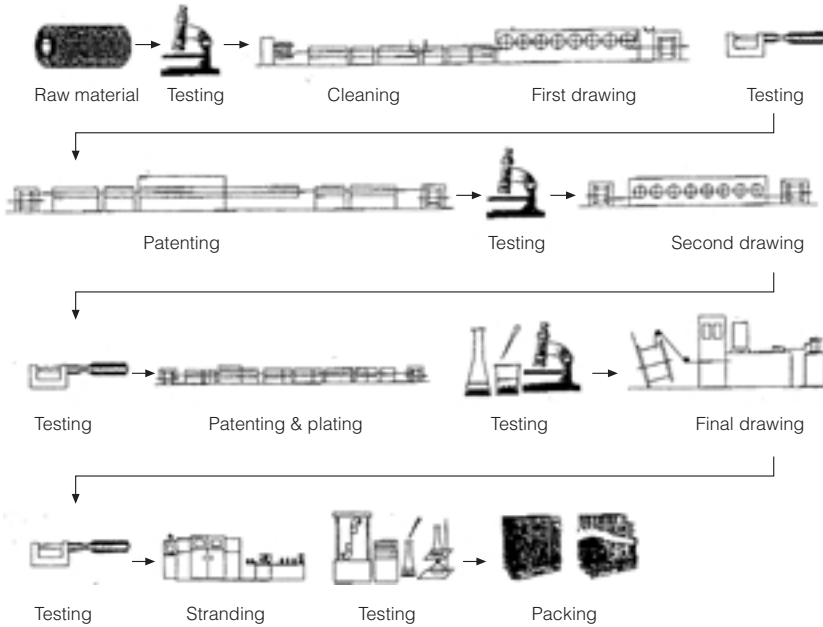 Raw material Testing Cleaning First drawing Testing
Patenting Testing Second drawing
Testing Patenting & plating Testing Final drawing
Testing Stranding Testing Packing